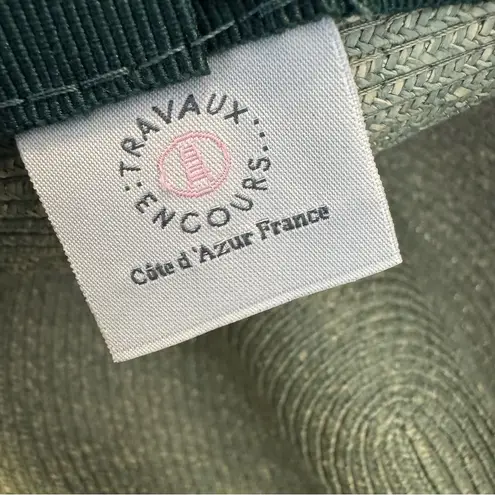 TRAVAUX
ENCOURS...
Côte d'Azur France